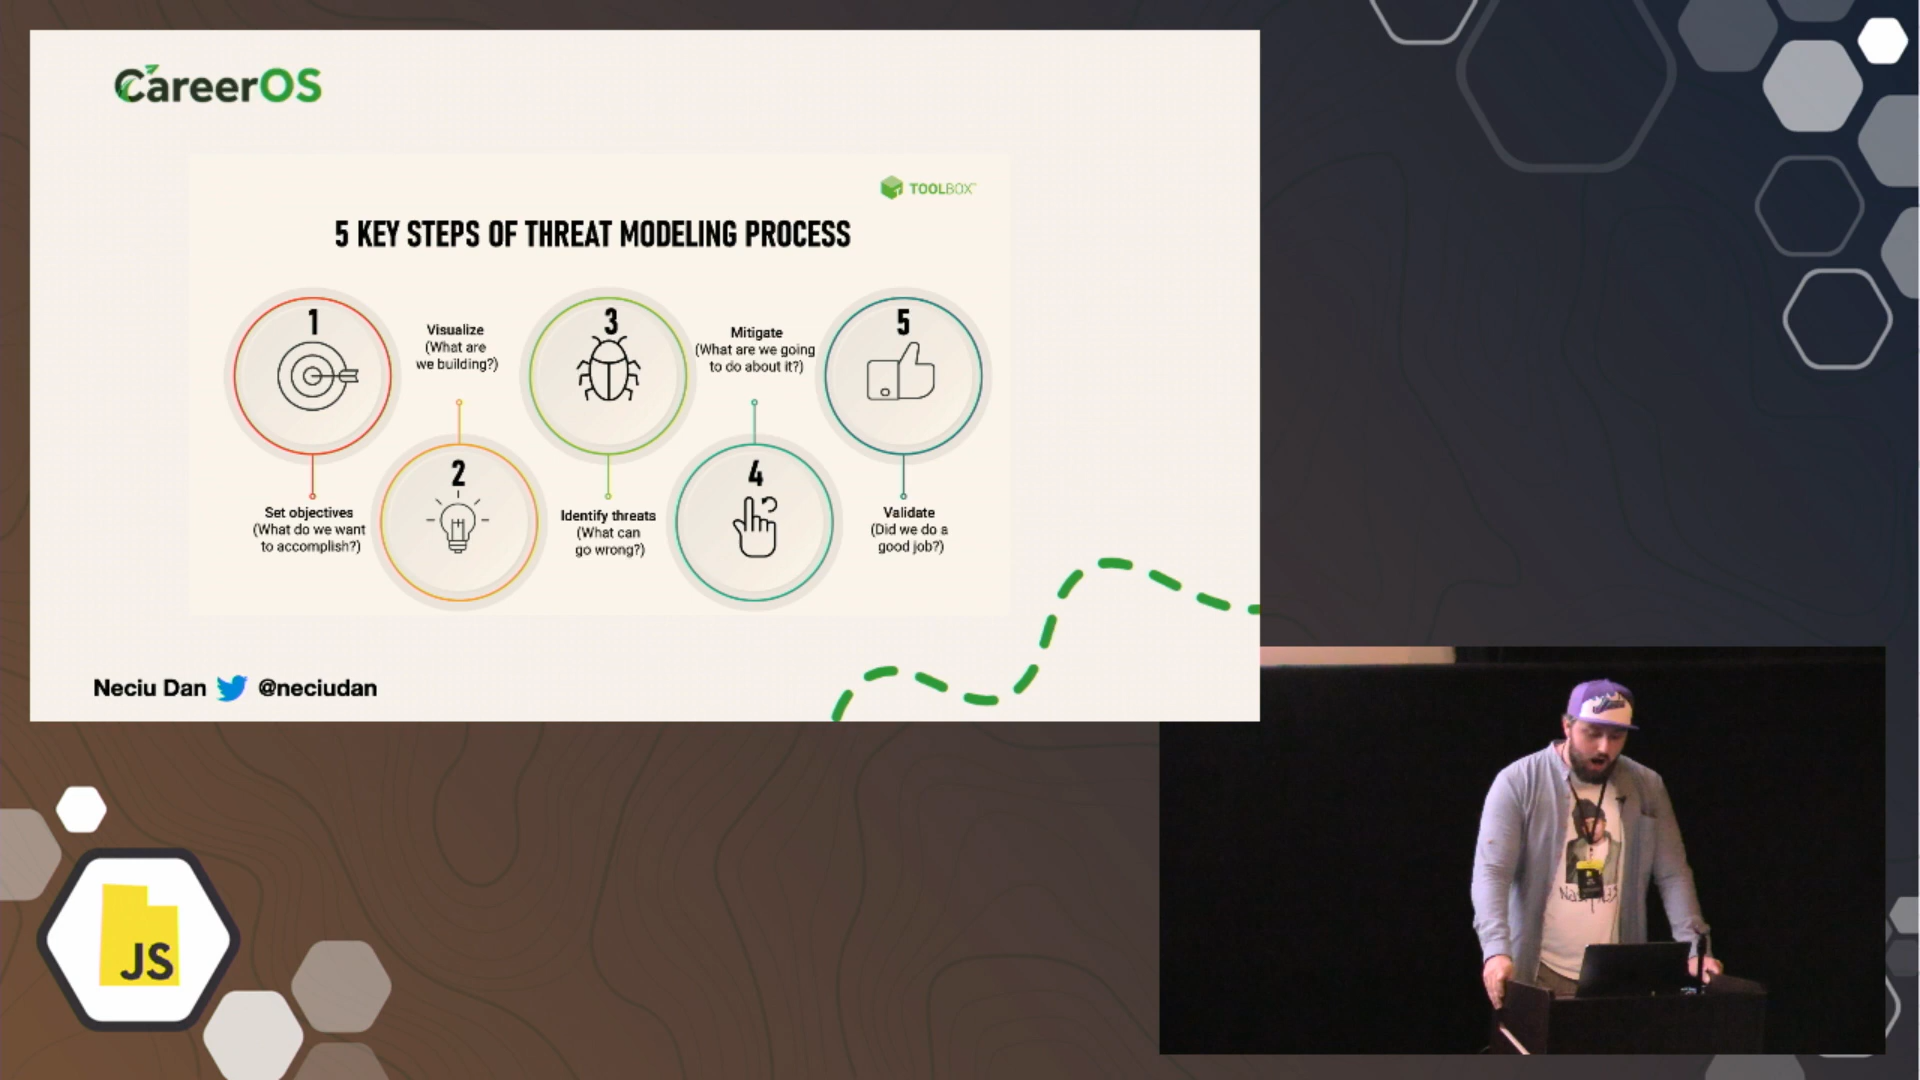 CareerOS
TOOLBOX
5 KEY STEPS OF THREAT MODELING PROCESS
1
Set objectives
(What do we want
to accomplish?)
2
Visualize
(What are
we building?)
3
Identify threats
(What can
go wrong?)
4
Mitigate
(What are we going
to do about it?)
5
Validate
(Did we do a
good job?)
Neciu Dan @neciudan
JS